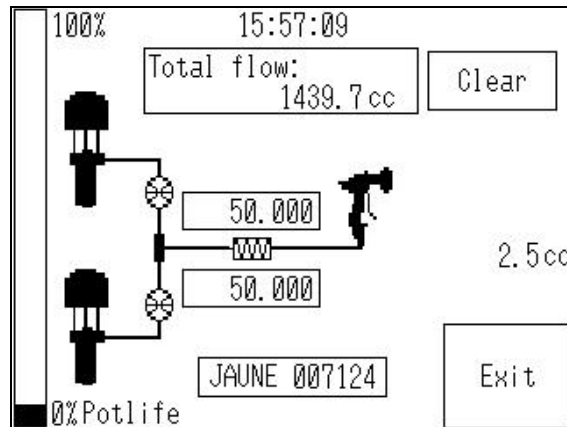 100%
15:57:09
Total flow:
1439.7cc
Clear
50.000
2.5cc
50.000
JAUNE 007124
Exit
0%Potlife